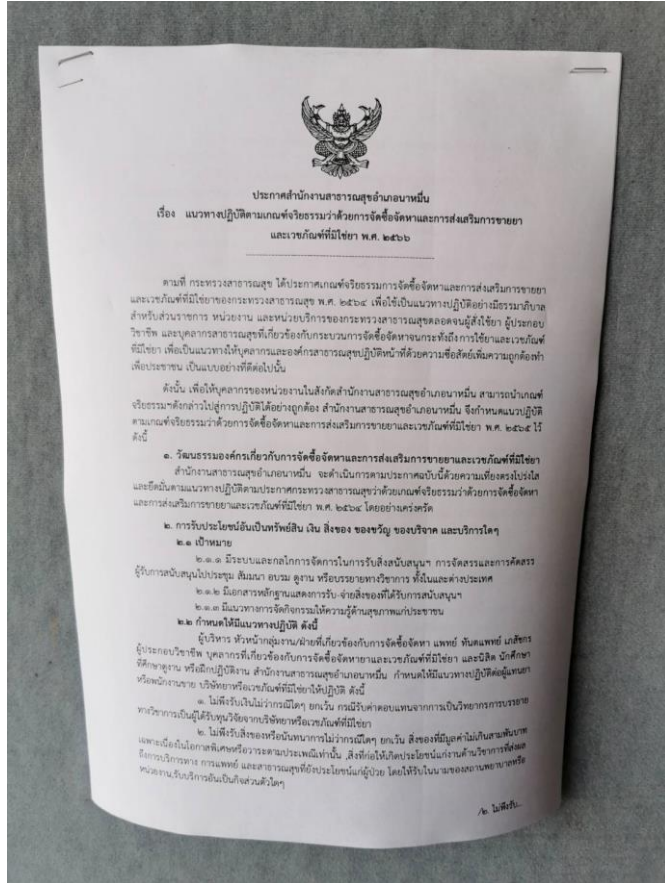 ประกาศสำนักงานสาธารณสุขอำเภอนาหมื่น
เรื่อง แนวทางปฏิบัติตามเกณฑ์จริยธรรมว่าด้วยการจัดซื้อจัดหาและการส่งเสริมการขายยา
และเวชภัณฑ์ที่มิใช่ยา พ.ศ. ๒๕๖๖
ตามที่ กระทรวงสาธารณสุข ได้ประกาศเกณฑ์จริยธรรมการจัดซื้อจัดหาและการส่งเสริมการขายยา
และเวชภัณฑ์ที่มิใช่ยาของกระทรวงสาธารณสุข พ.ศ. ๒๕๖๔ เพื่อใช้เป็นแนวทางปฏิบัติอย่างมีธรรมาภิบาล
สำหรับส่วนราชการ หน่วยงาน และหน่วยบริการของกระทรวงสาธารณสุขตลอดจนผู้สั่งใช้ยา ผู้ประกอบ
วิชาชีพ และบุคลากรสาธารณสุขที่เกี่ยวข้องกับกระบวนการจัดซื้อจัดหาจนกระทั่งถึงการใช้ยาและเวชภัณฑ์
ที่มิใช่ยา เพื่อเป็นแนวทางให้บุคลากรและองค์กรสาธารณสุขปฏิบัติหน้าที่ด้วยความซื่อสัตย์เพิ่มความถูกต้องทำ
เพื่อประชาชน เป็นแบบอย่างที่ดีต่อไปนั้น
ดังนั้น เพื่อให้บุคลากรของหน่วยงานในสังกัดสำนักงานสาธารณสุขอำเภอนาหมื่น สามารถนำเกณฑ์
จริยธรรมฯดังกล่าวไปสู่การปฏิบัติได้อย่างถูกต้อง สำนักงานสาธารณสุขอำเภอนาหมื่น จึงกำหนดแนวปฏิบัติ
ตามเกณฑ์จริยธรรมว่าด้วยการจัดซื้อจัดหาและการส่งเสริมการขายยาและเวชภัณฑ์ที่มิใช่ยา พ.ศ. ๒๕๖๕ ไว้
ดังนี้
๑. วัฒนธรรมองค์กรเกี่ยวกับการจัดซื้อจัดหาและการส่งเสริมการขายยาและเวชภัณฑ์ที่มิใช่ยา
สำนักงานสาธารณสุขอำเภอนาหมื่น จะดำเนินการตามประกาศฉบับนี้ด้วยความเที่ยงตรงโปร่งใส
และยึดมั่นตามแนวทางปฏิบัติตามประกาศกระทรวงสาธารณสุขว่าด้วยเกณฑ์จริยธรรมว่าด้วยการจัดซื้อจัดหา
และการส่งเสริมการขายยาและเวชภัณฑ์ที่มิใช่ยา พ.ศ. ๒๕๖๔ โดยอย่างเคร่งครัด
๒. การรับประโยชน์อันเป็นทรัพย์สิน เงิน สิ่งของ ของขวัญ ของบริจาค และบริการใดๆ
๒.๑ เป้าหมาย
๒.๑.๑ มีระบบและกลไกการจัดการในการรับสิ่งสนับสนุนฯ การจัดสรรและการคัดสรร
ผู้รับการสนับสนุนไปประชุม สัมมนา อบรม ดูงาน หรือบรรยายทางวิชาการ ทั้งในและต่างประเทศ
๒.๑.๒ มีเอกสารหลักฐานแสดงการรับ-จ่ายสิ่งของที่ได้รับการสนับสนุนฯ
๒.๑.๓ มีแนวทางการจัดกิจกรรมให้ความรู้ด้านสุขภาพแก่ประชาชน
๒.๒ กำหนดให้มีแนวทางปฏิบัติ ดังนี้
ผู้บริหาร หัวหน้ากลุ่มงาน/ฝ่ายที่เกี่ยวข้องกับการจัดซื้อจัดหา แพทย์ ทันตแพทย์ เภสัชกร
ผู้ประกอบวิชาชีพ บุคลากรที่เกี่ยวข้องกับการจัดซื้อจัดหายาและเวชภัณฑ์ที่มิใช่ยา และนิสิต นักศึกษา
ที่ศึกษาดูงาน หรือฝึกปฏิบัติงาน สำนักงานสาธารณสุขอำเภอนาหมื่น กำหนดให้มีแนวทางปฏิบัติต่อผู้แทนยา
หรือพนักงานขาย บริษัทยาหรือเวชภัณฑ์ที่มิใช่ยาให้ปฏิบัติ ดังนี้
๑. ไม่พึงรับเงินไม่ว่ากรณีใดๆ ยกเว้น กรณีรับค่าตอบแทนจากการเป็นวิทยากรการบรรยาย
ทางวิชาการเป็นผู้ได้รับทุนวิจัยจากบริษัทยาหรือเวชภัณฑ์ที่มิใช่ยา
๒. ไม่พึงรับสิ่งของหรือนันทนาการไม่ว่ากรณีใดๆ ยกเว้น สิ่งของที่มีมูลค่าไม่เกินสามพันบาท
เฉพาะเนื่องในโอกาสพิเศษหรือวาระตามประเพณีเท่านั้น ,สิ่งที่ก่อให้เกิดประโยชน์แก่งานด้านวิชาการที่ส่งผล
ถึงการบริการทาง การแพทย์ และสาธารณสุขที่ยังประโยชน์แก่ผู้ป่วย โดยให้รับในนามของสถานพยาบาลหรือ
หน่วยงาน,รับบริการอันเป็นกิจส่วนตัวใดๆ
/๒. ไม่พึงรับ...